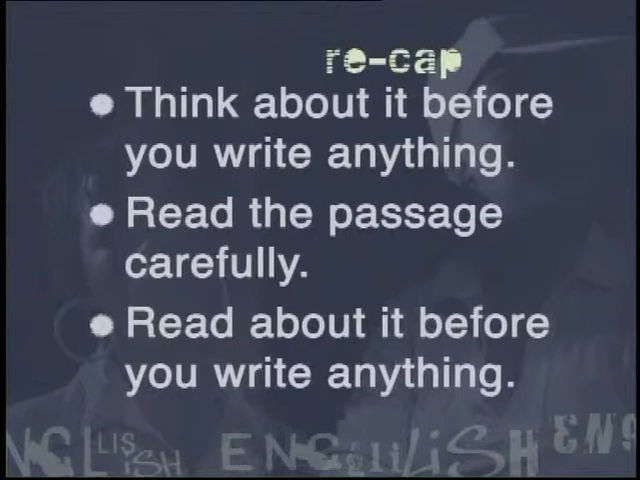 re-cap
• Think about it before
you write anything.
• Read the passage
carefully.
• Read about it before
you write anything.
ENGLISH